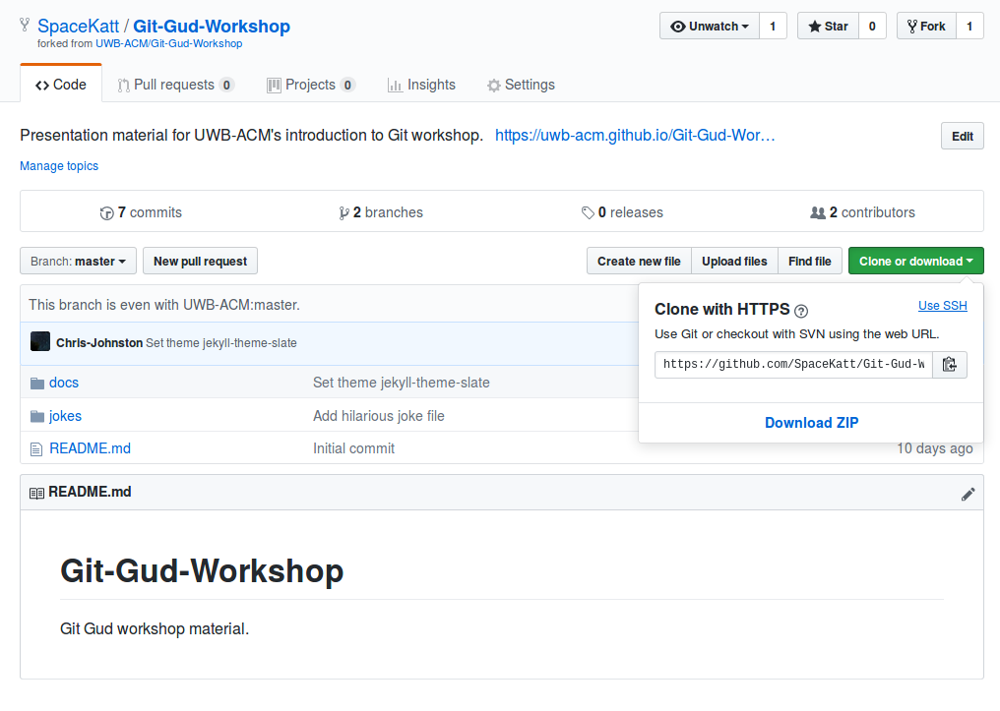 SpaceKatt / Git-Gud-Workshop Unwatch 1 Star 0 Fork 1
forked from UWB-ACM/Git-Gud-Workshop
Code Pull requests 0 Projects 0 Insights Settings
Presentation material for UWB-ACM's introduction to Git workshop. https://uwb-acm.github.io/Git-Gud-Wor… Edit
Manage topics
7 commits 2 branches 0 releases 2 contributors
Branch: master New pull request Create new file Upload files Find file Clone or download
This branch is even with UWB-ACM:master.
Chris-Johnston Set theme jekyll-theme-slate
docs Set theme jekyll-theme-slate
jokes Add hilarious joke file
README.md Initial commit 10 days ago
Clone with HTTPS ? Use SSH
Use Git or checkout with SVN using the web URL.
https://github.com/SpaceKatt/Git-Gud-W
Download ZIP
README.md
Git-Gud-Workshop
Git Gud workshop material.